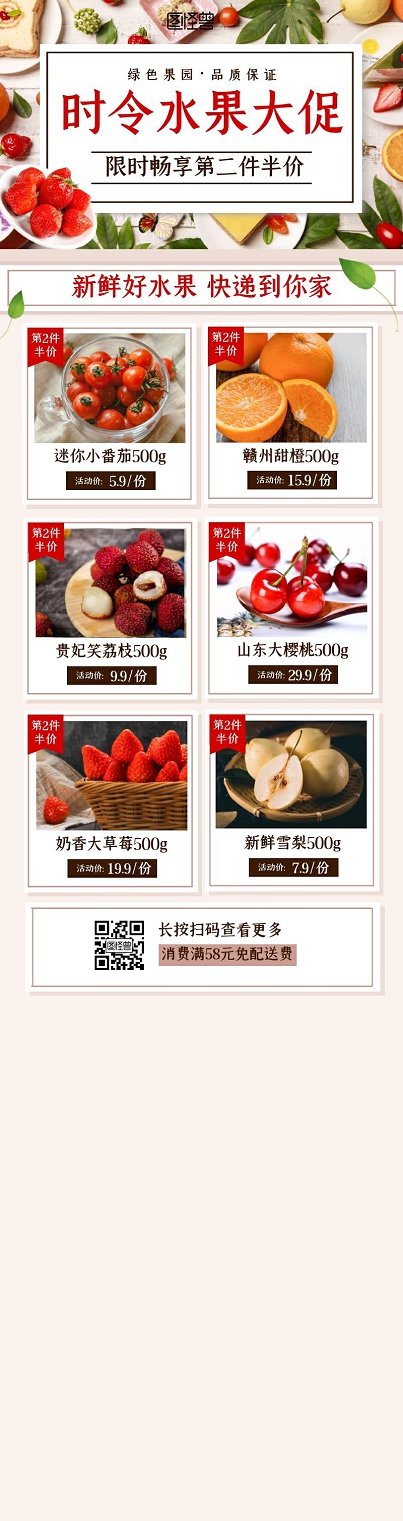 图怪兽
绿色果园·品质保证
时令水果大促
限时畅享第二件半价
新鲜好水果 快递到你家
第2件
半价
迷你小番茄500g
活动价: 5.9/份
第2件
半价
赣州甜橙500g
活动价: 15.9/份
第2件
半价
贵妃笑荔枝500g
活动价: 9.9/份
第2件
半价
山东大樱桃500g
活动价: 29.9/份
第2件
半价
奶香大草莓500g
活动价: 19.9/份
第2件
半价
新鲜雪梨500g
活动价: 7.9/份
图怪兽
长按扫码查看更多
消费满58元免配送费